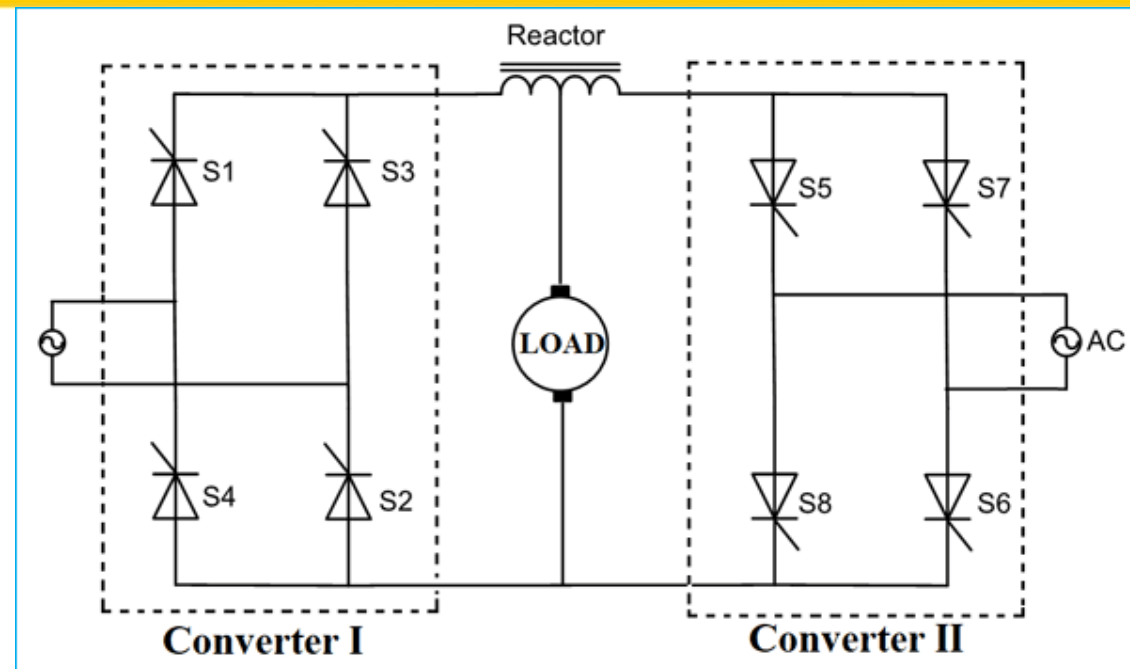 Reactor
S1
S3
S5
S7
LOAD
AC
S4
S2
S8
S6
Converter I
Converter II